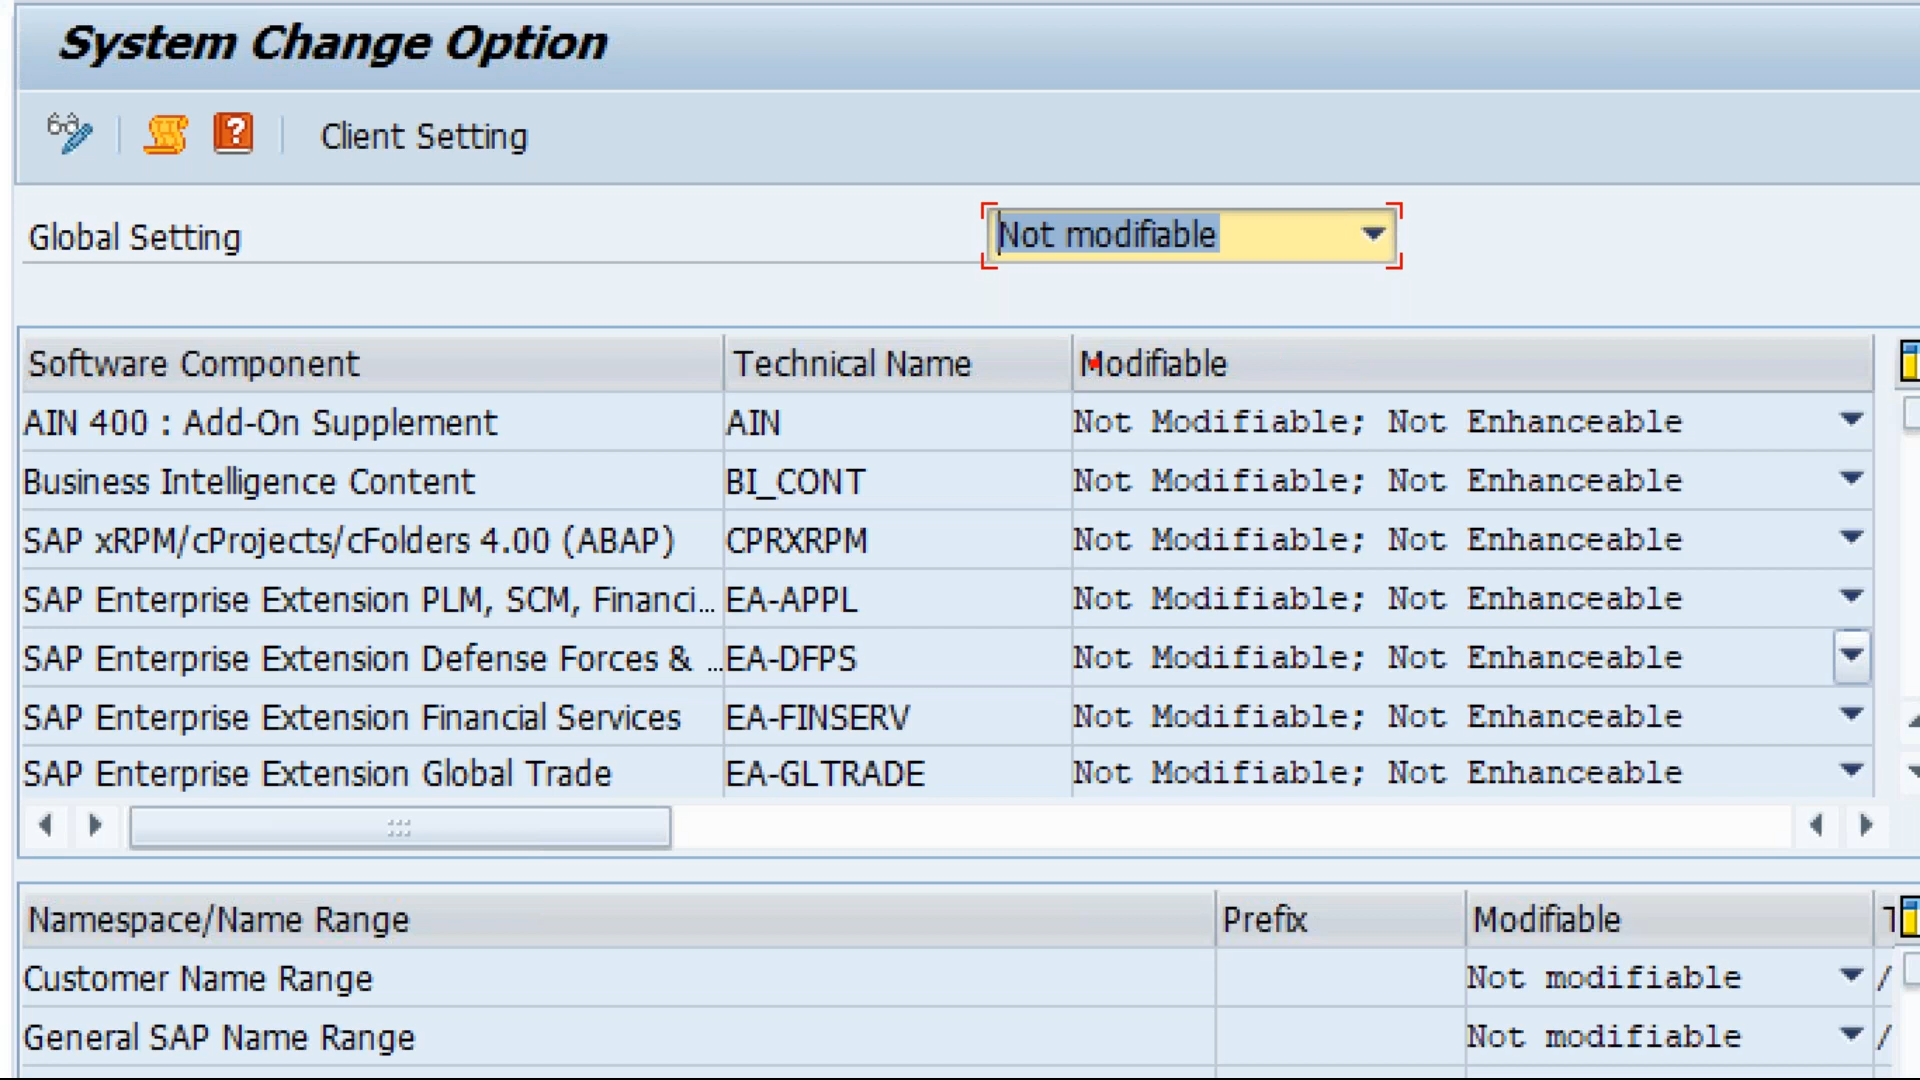 System Change Option
Client Setting
Global Setting Not modifiable
Software Component Technical Name Modifiable
AIN 400 : Add-On Supplement AIN Not Modifiable; Not Enhanceable
Business Intelligence Content BI_CONT Not Modifiable; Not Enhanceable
SAP xRPM/cProjects/cFolders 4.00 (ABAP) CPRXRPM Not Modifiable; Not Enhanceable
SAP Enterprise Extension PLM, SCM, Financi... EA-APPL Not Modifiable; Not Enhanceable
SAP Enterprise Extension Defense Forces & ... EA-DFPS Not Modifiable; Not Enhanceable
SAP Enterprise Extension Financial Services EA-FINSERV Not Modifiable; Not Enhanceable
SAP Enterprise Extension Global Trade EA-GLTRADE Not Modifiable; Not Enhanceable
Namespace/Name Range Prefix Modifiable
Customer Name Range Not modifiable /
General SAP Name Range Not modifiable /